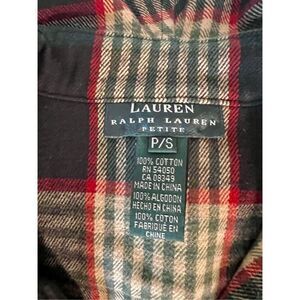 LAUREN
RALPH LAUREN
PETITE
P/S
100% COTTON
RN 54050
CA 09349
MADE IN CHINA
100% ALGODON
HECHO EN CHINA
100% COTON
FABRIQUÉ EN
CHINE